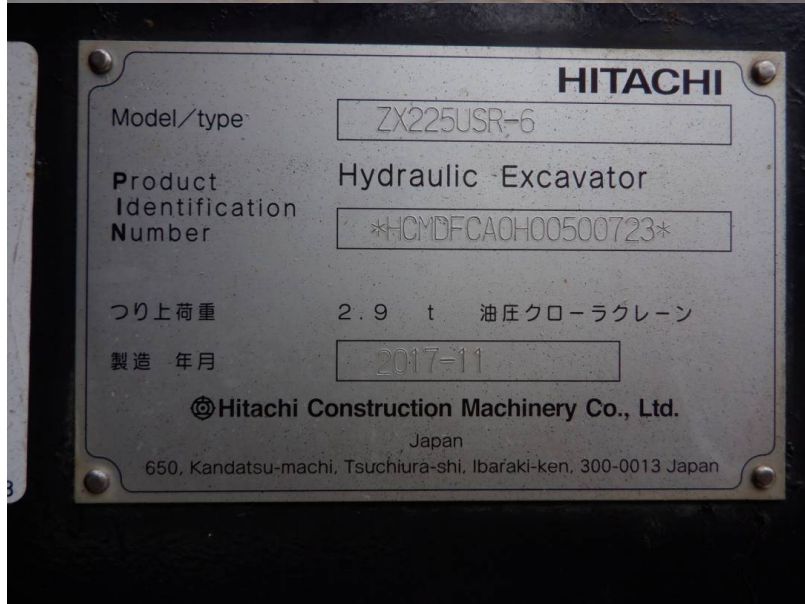 HITACHI
Model/type ZX225USR-6
Product Identification Number Hydraulic Excavator
*HCMDFCA0H00500723*
つり上荷重 2.9 t 油圧クローラクレーン
製造 年月 2017-11
Hitachi Construction Machinery Co., Ltd.
Japan
650, Kandatsu-machi, Tsuchiura-shi, Ibaraki-ken, 300-0013 Japan